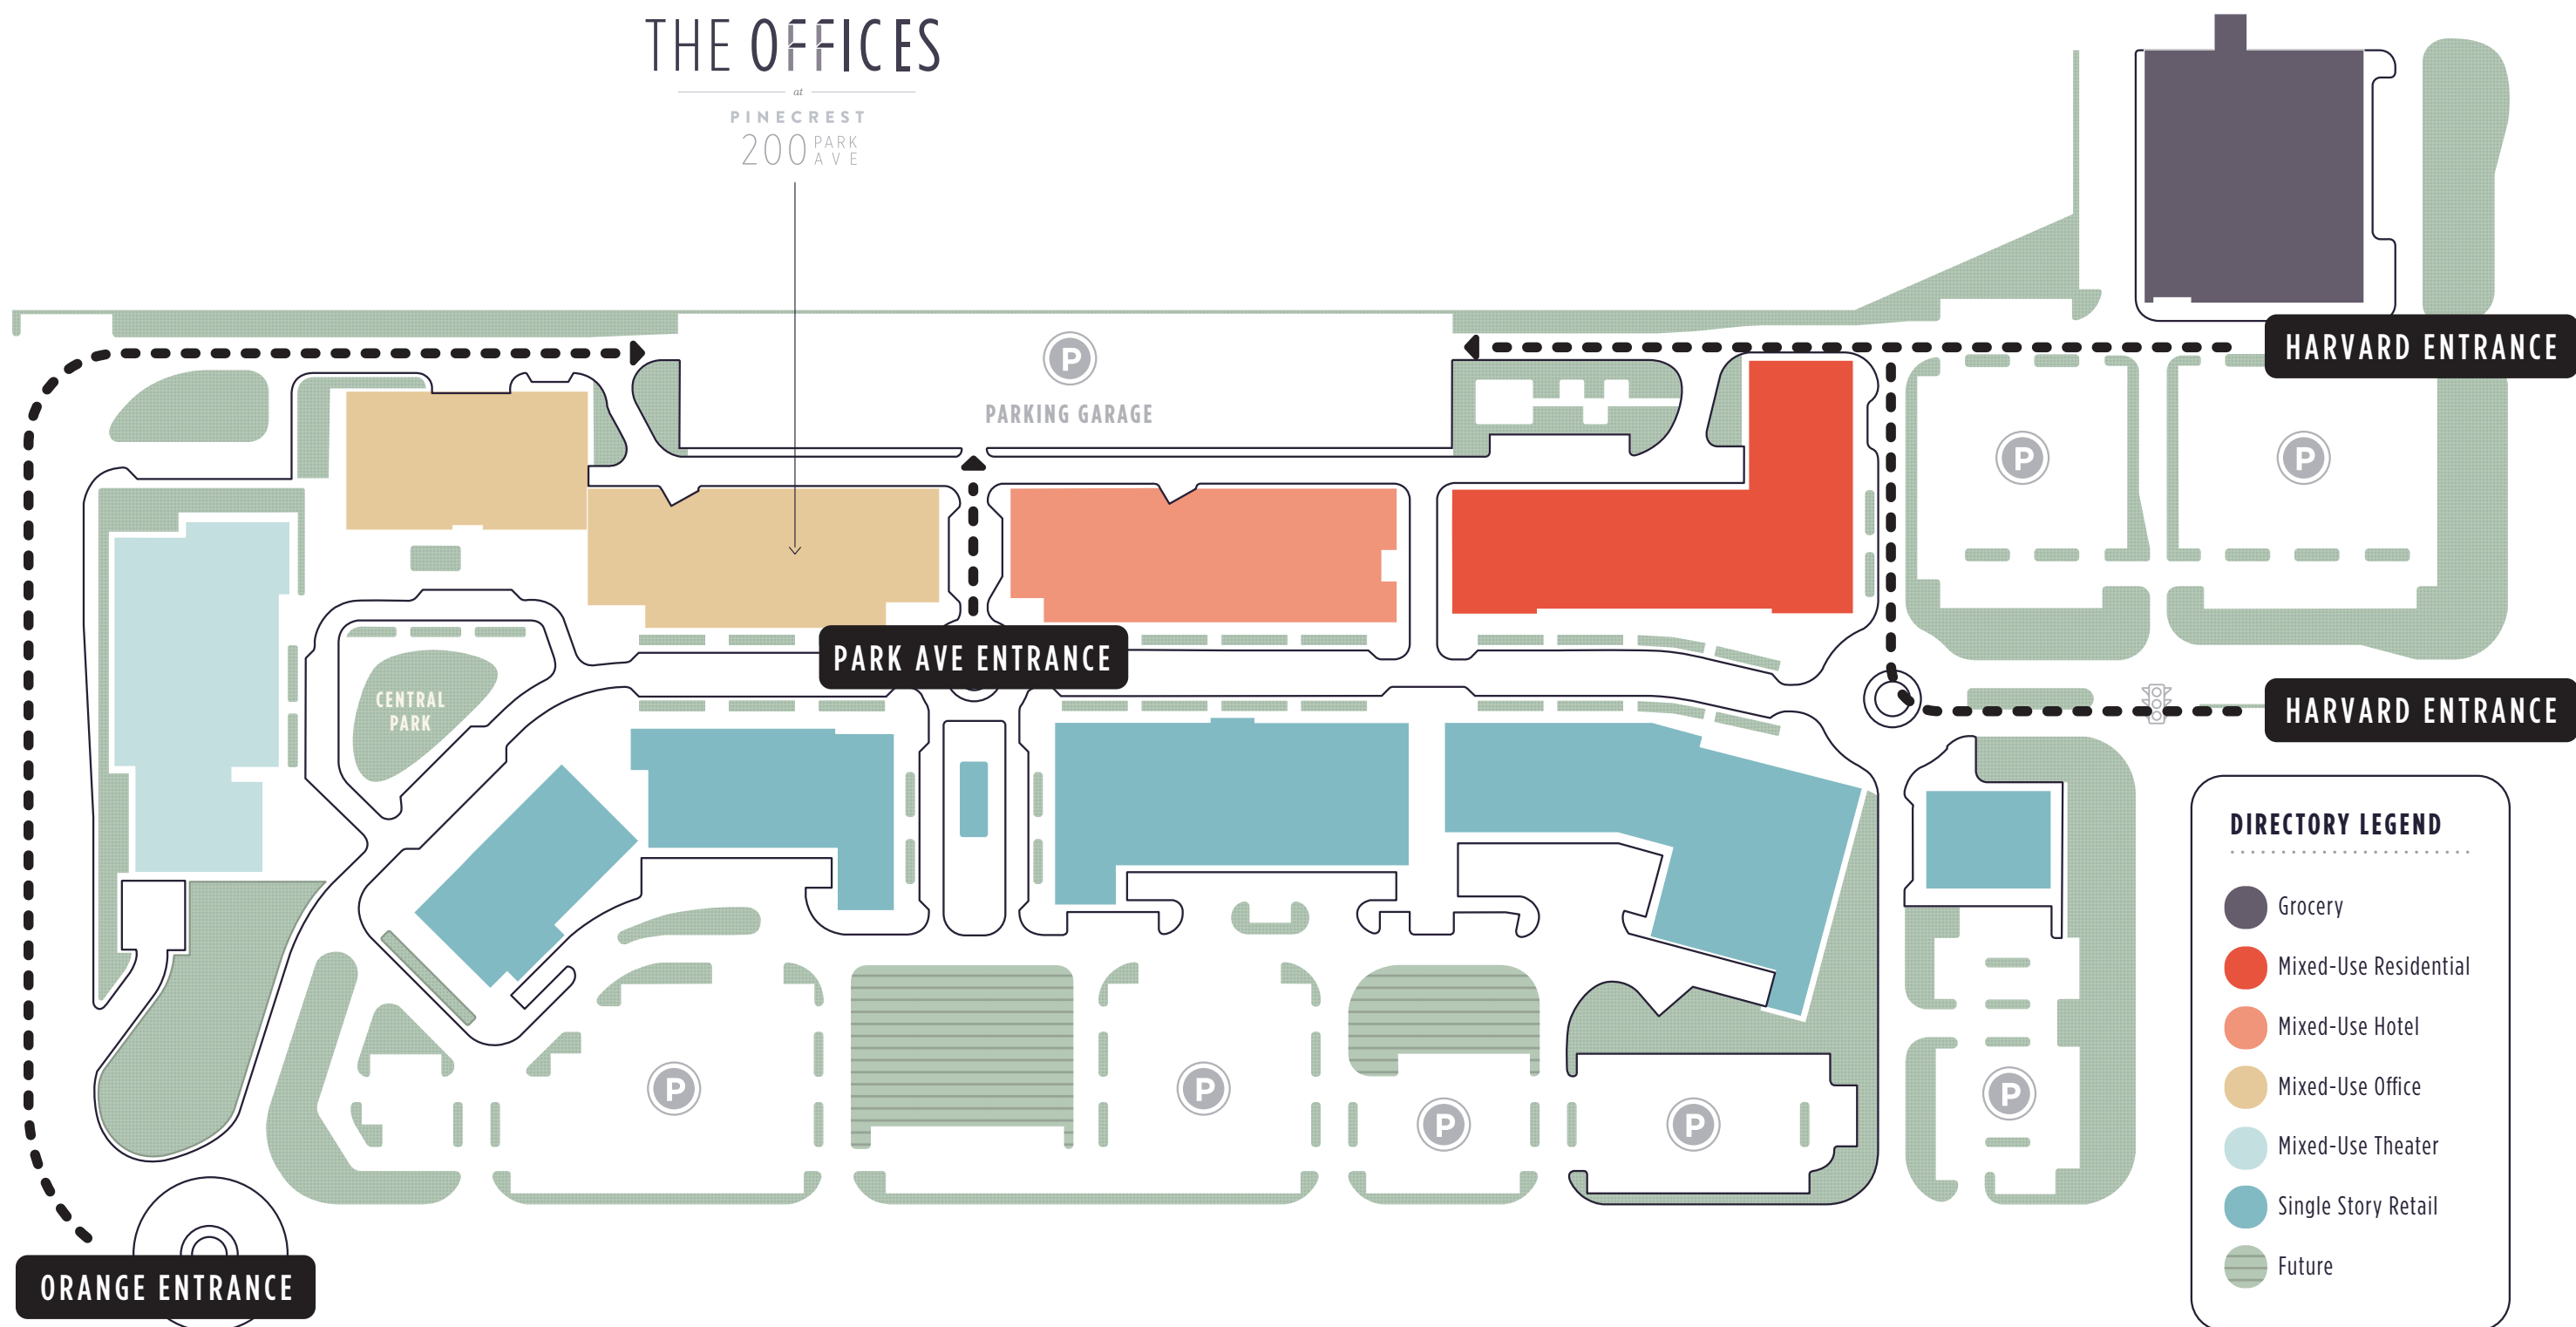 THE OFFICES
at
PINECREST
200 PARK AVE
HARVARD ENTRANCE
P
PARKING GARAGE
P
P
PARK AVE ENTRANCE
CENTRAL
PARK
HARVARD ENTRANCE
DIRECTORY LEGEND
Grocery
Mixed-Use Residential
Mixed-Use Hotel
Mixed-Use Office
Mixed-Use Theater
Single Story Retail
Future
P
P
P
P
P
ORANGE ENTRANCE